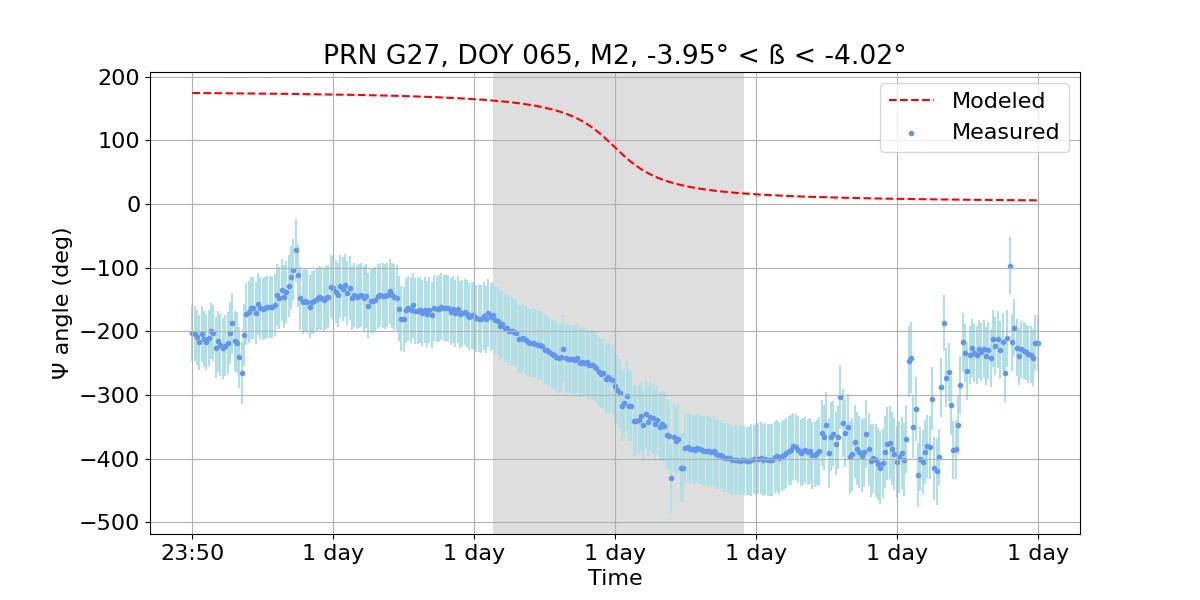 PRN G27, DOY 065, M2, -3.95° < ß < -4.02°
Modeled
Measured
200
100
0
−100
−200
−300
−400
−500
Ψ angle (deg)
23:50 1 day 1 day 1 day 1 day 1 day 1 day
Time